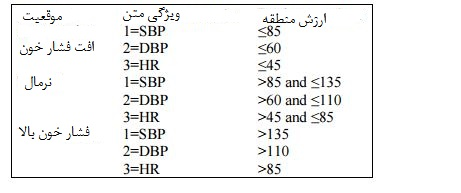 موقعیت ویژگی متن ارزش منطقه
1=SBP ≤85
افت فشار خون 2=DBP ≤60
3=HR ≤45
نرمال 1=SBP >85 and ≤135
2=DBP >60 and ≤110
3=HR >45 and ≤85
فشار خون بالا 1=SBP >135
2=DBP >110
3=HR >85